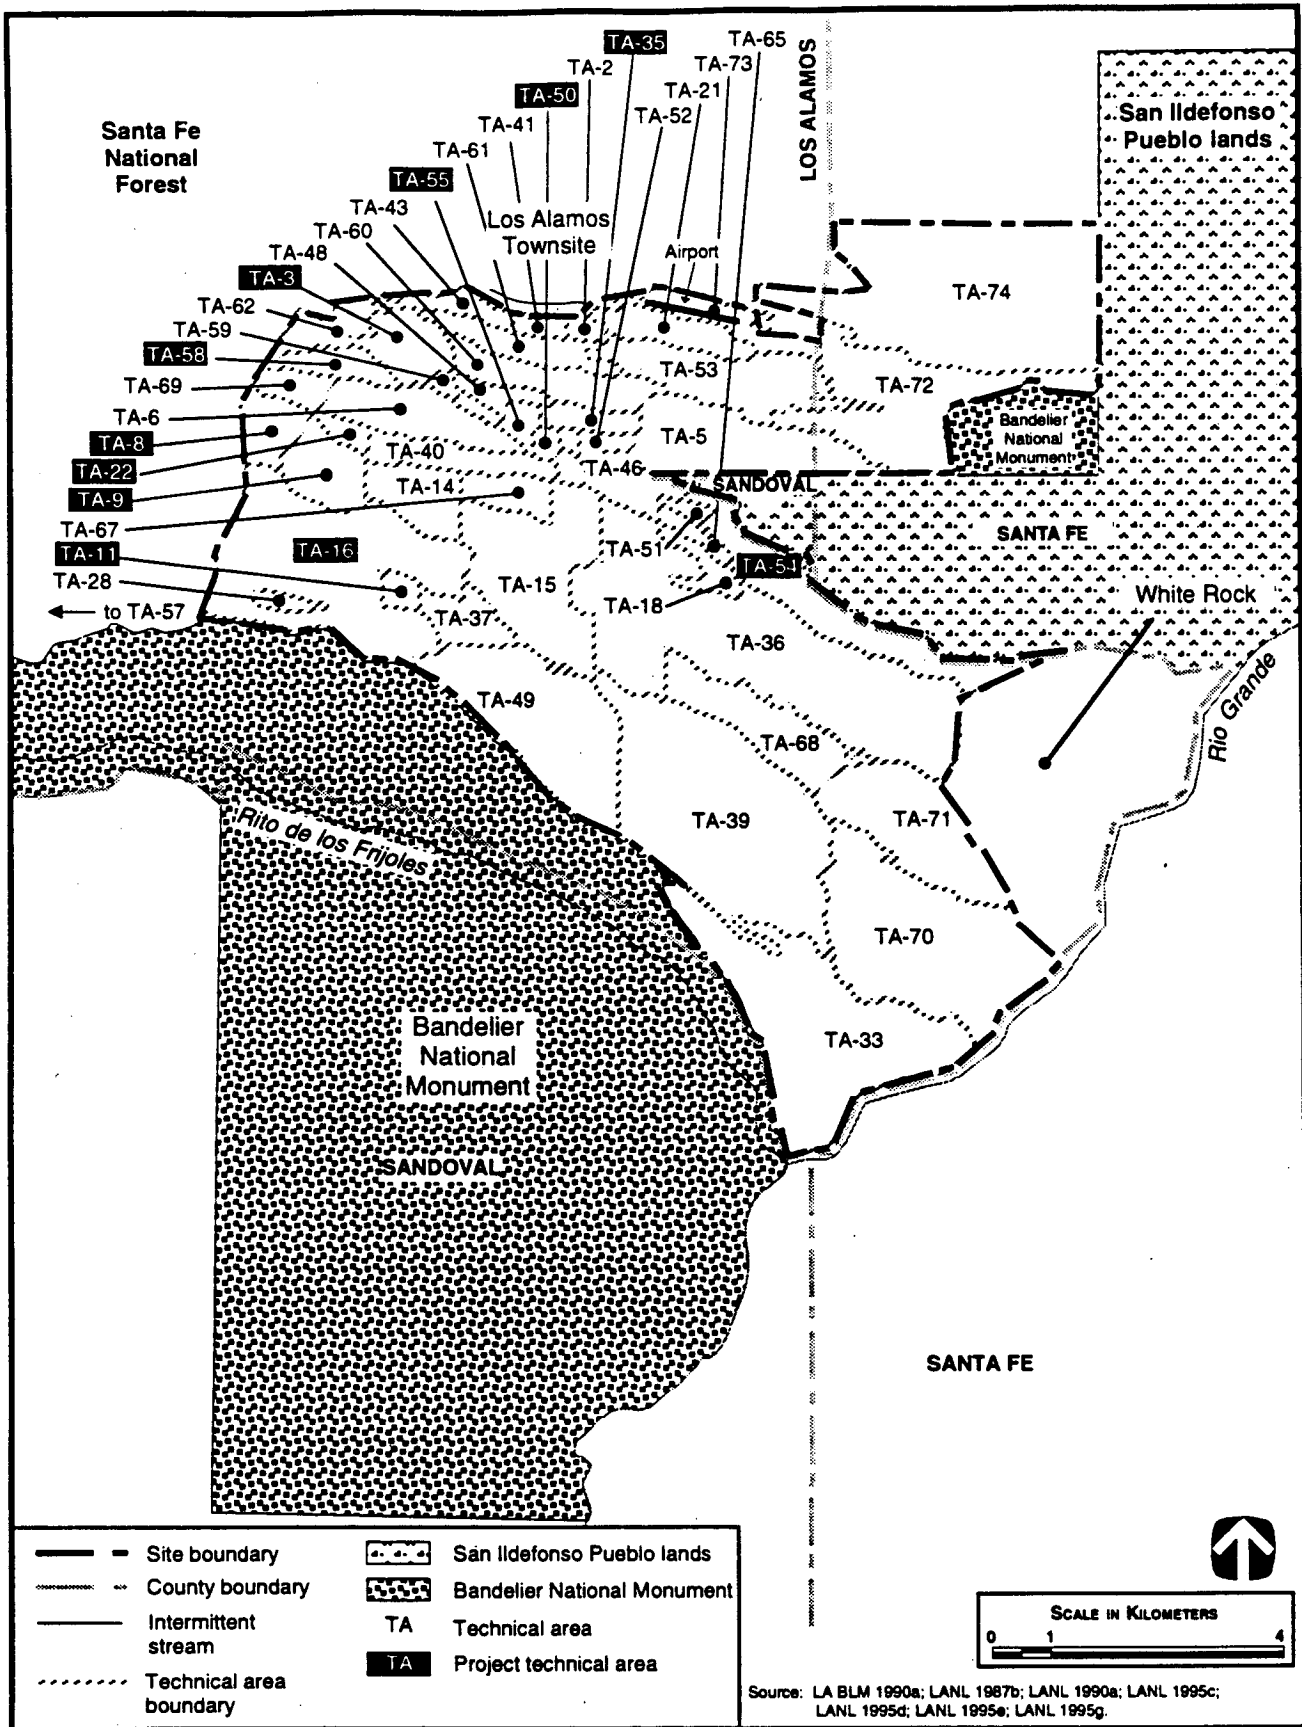 TA-35
TA-65
TA-2
TA-73
TA-50
TA-21
TA-52
TA-41
TA-61
TA-55
TA-43
TA-60
TA-48
TA-3
TA-62
TA-59
TA-58
TA-69
TA-6
TA-8
TA-22
TA-9
TA-67
TA-11
TA-28
to TA-57
Santa Fe
National
Forest
Los Alamos
Townsite
Airport
LOS ALAMOS
San Ildefonso
Pueblo lands
TA-74
TA-53
TA-72
TA-5
Bandelier
National
Monument
TA-40
TA-46
TA-14
SANDOVAL
SANTA FE
TA-16
TA-51
TA-54
TA-15
TA-18
White Rock
TA-37
TA-36
TA-49
Rio Grande
TA-68
TA-39
TA-71
Rito de los Frijoles
TA-70
TA-33
Bandelier
National
Monument
SANDOVAL
SANTA FE
Site boundary
County boundary
Intermittent
stream
Technical area
boundary
San Ildefonso Pueblo lands
Bandelier National Monument
TA Technical area
TA Project technical area
SCALE IN KILOMETERS
0 1 4
Source: LA BLM 1990a; LANL 1987b; LANL 1990a; LANL 1995c;
LANL 1995d; LANL 1995e; LANL 1995g.